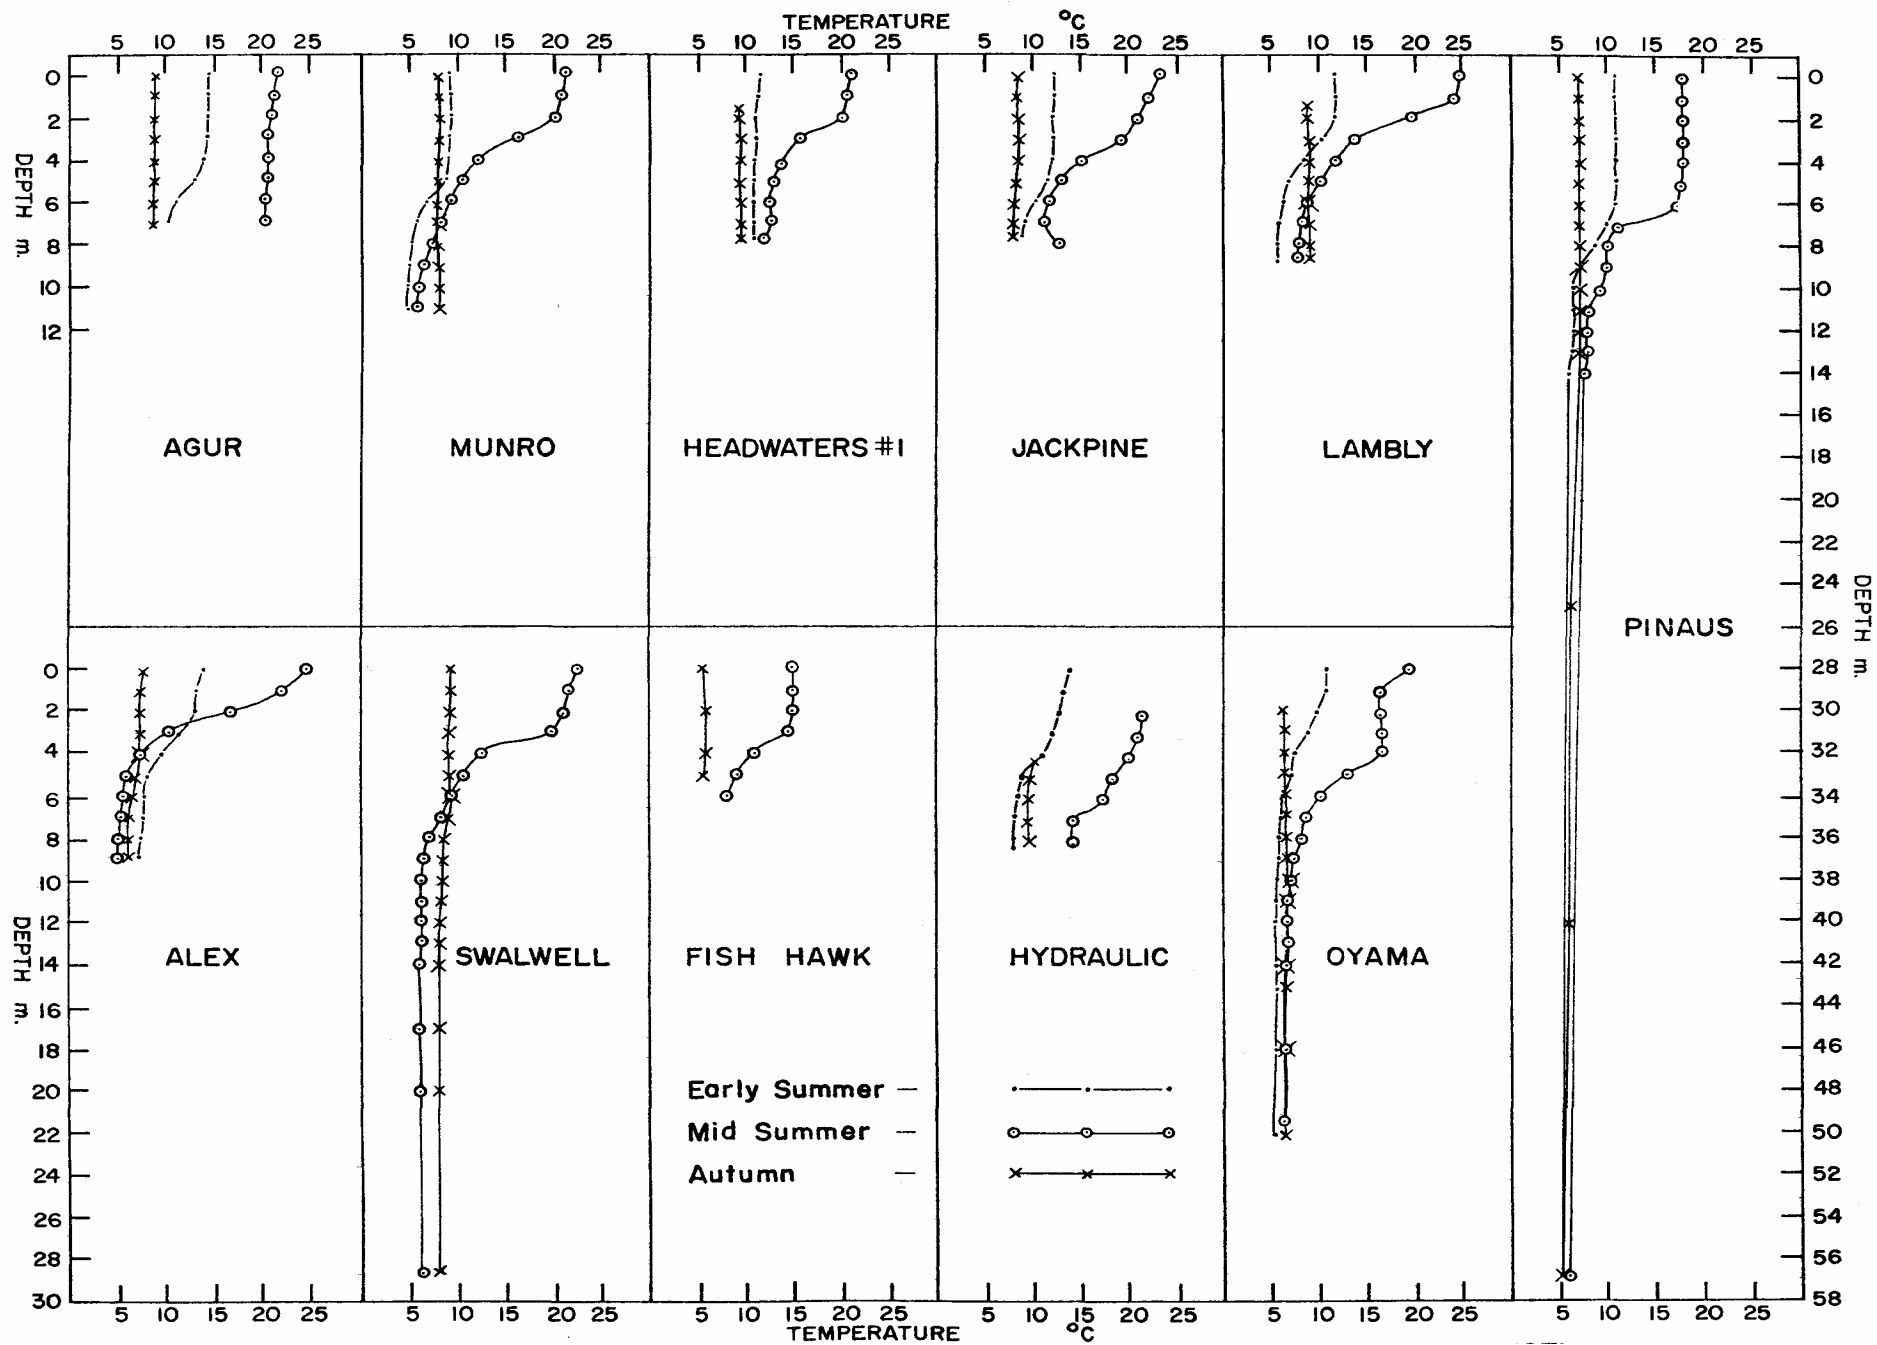 TEMPERATURE °C
5 10 15 20 25 5 10 15 20 25 5 10 15 20 25 5 10 15 20 25 5 10 15 20 25 5 10 15 20 25
DEPTH m.
0
2
4
6
8
10
12
AGUR
MUNRO
HEADWATERS #1
JACKPINE
LAMBLY
PINAUS
DEPTH m.
0
2
4
6
8
10
12
14
16
18
20
22
24
26
28
30
ALEX
SWALWELL
FISH HAWK
HYDRAULIC
OYAMA
Early Summer —
Mid Summer —
Autumn —
0
2
4
6
8
10
12
14
16
18
20
22
24
26
28
30
32
34
36
38
40
42
44
46
48
50
52
54
56
58
DEPTH m.
5 10 15 20 25 5 10 15 20 25 5 10 15 20 25 5 10 15 20 25 5 10 15 20 25 5 10 15 20 25
TEMPERATURE °C